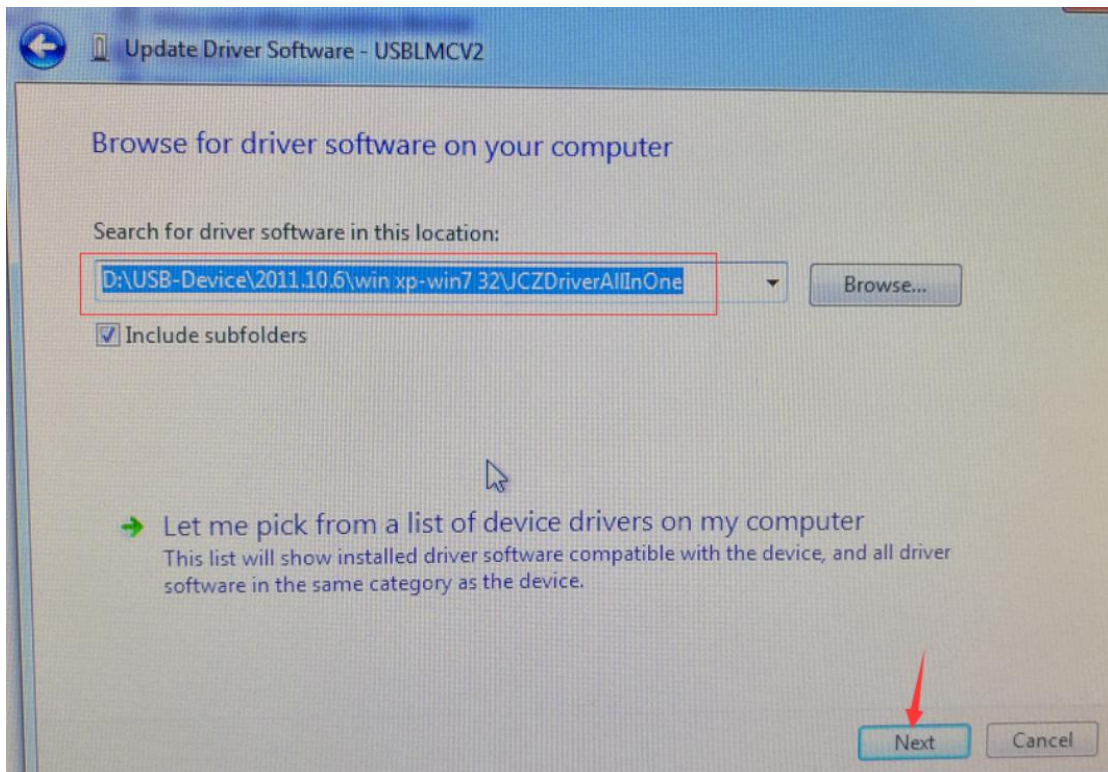 Update Driver Software - USBLMCV2
Browse for driver software on your computer
Search for driver software in this location:
D:\USB-Device\2011.10.6\win xp-win7 32\JCZDriverAllInOne
Browse...
Include subfolders
Let me pick from a list of device drivers on my computer
This list will show installed driver software compatible with the device, and all driver
software in the same category as the device.
Next
Cancel